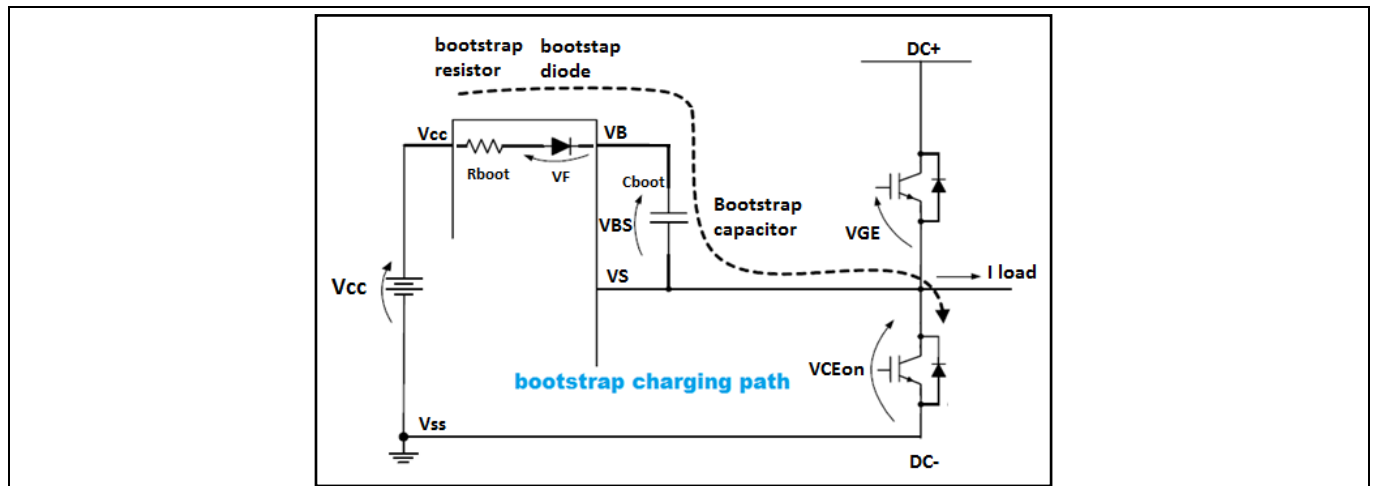 bootstrap bootstap
resistor diode
DC+
Vcc
VB
Rboot
VF
Cboot
VBS
Bootstrap
capacitor
VGE
VS
I load
Vcc
VCEon
bootstrap charging path
Vss
DC-